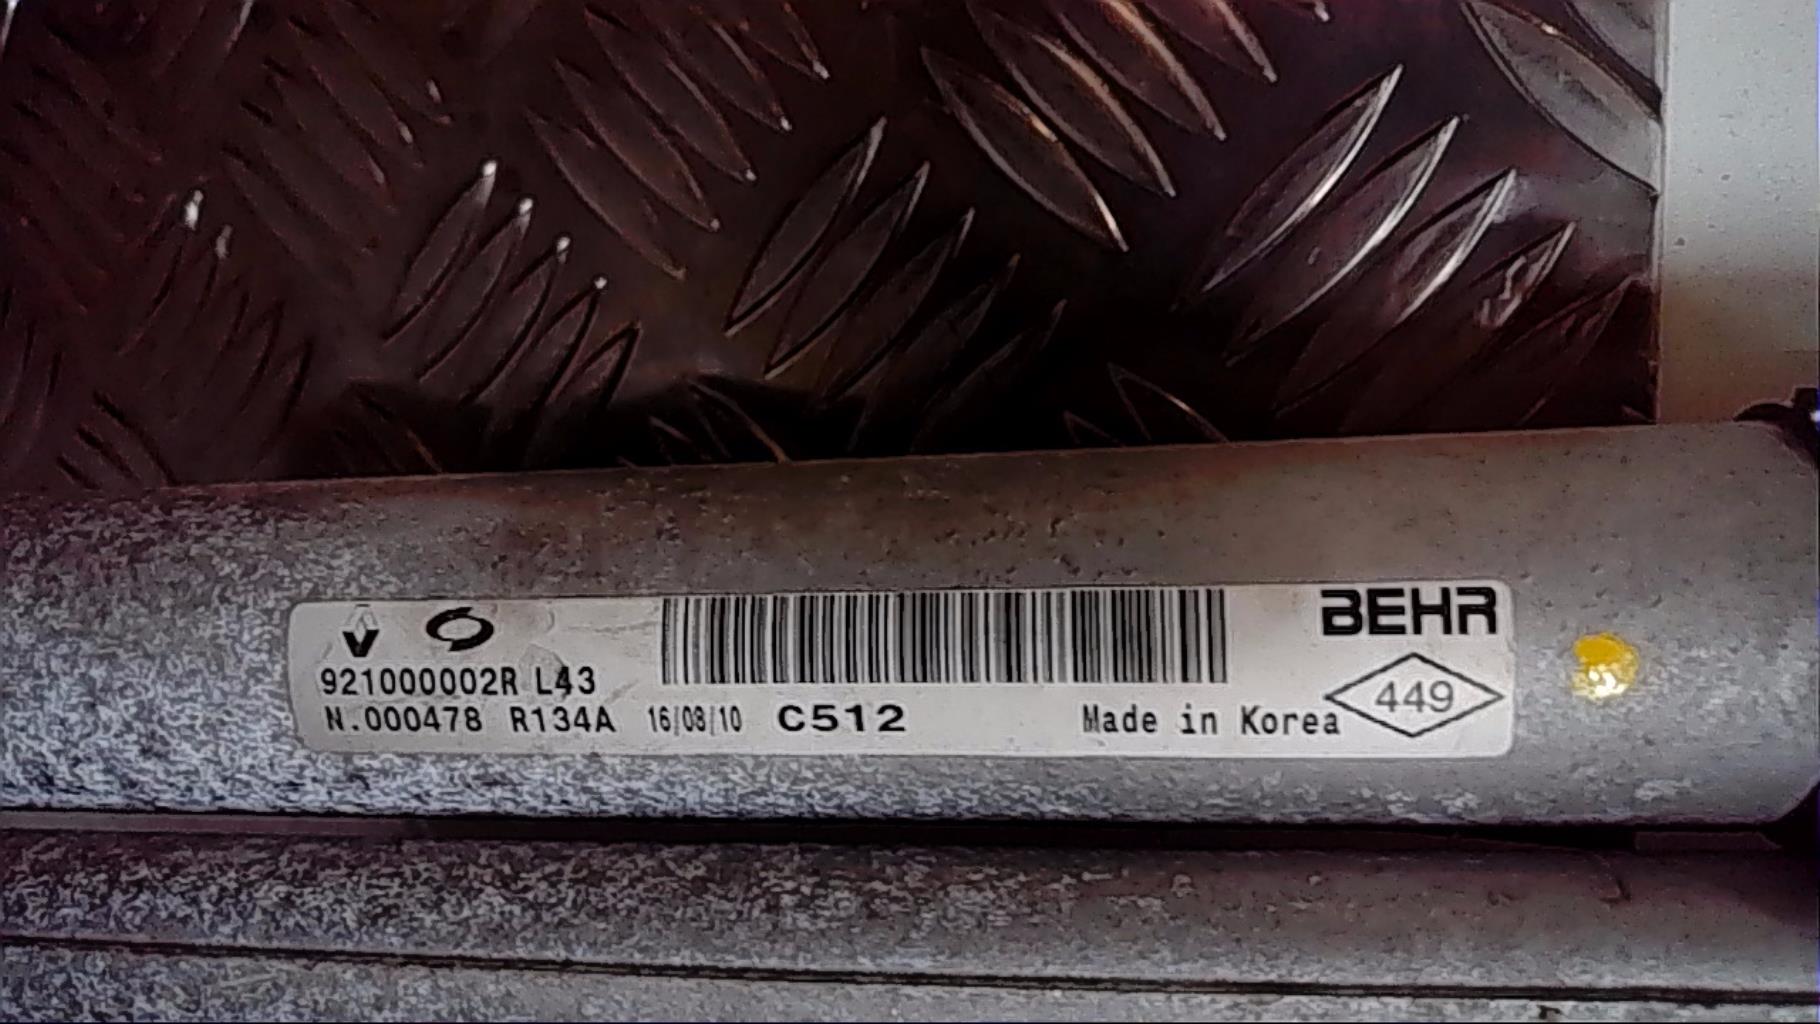 BEHR
921000002R L43
449
N.000478 R134A 16/08/10 C512 Made in Korea